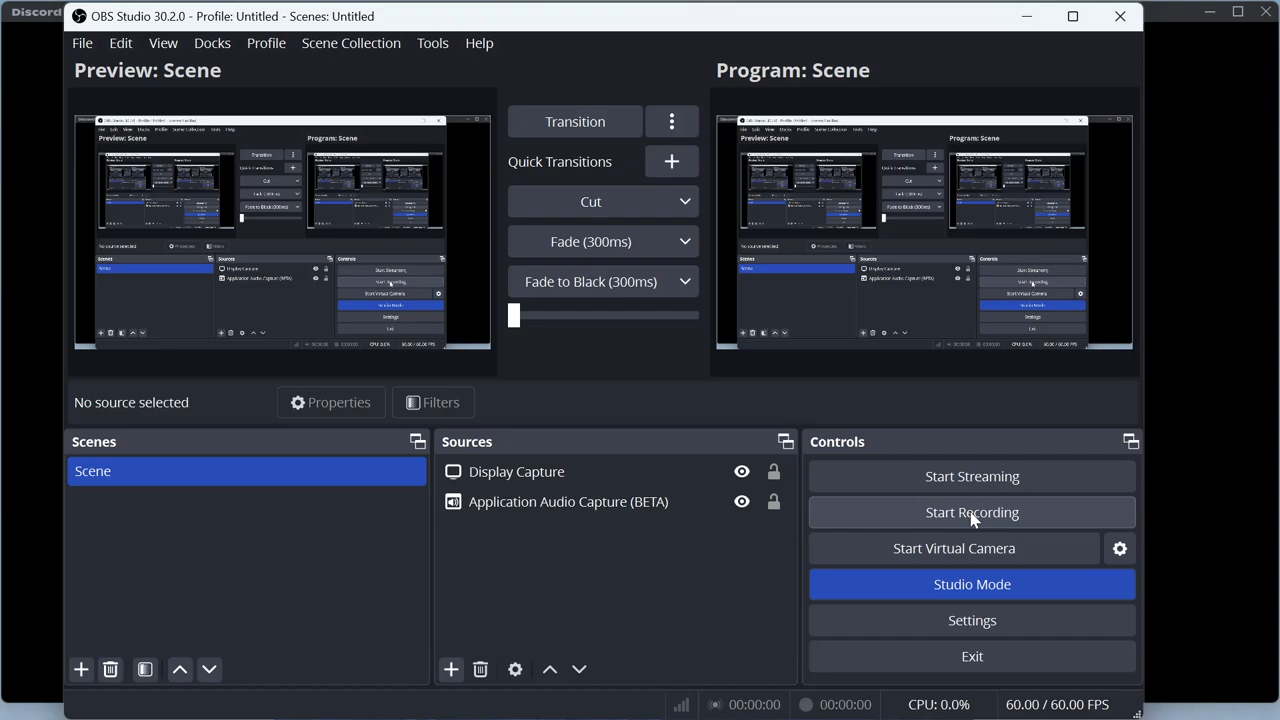 Discord
OBS Studio 30.2.0 - Profile: Untitled - Scenes: Untitled
File Edit View Docks Profile Scene Collection Tools Help
Preview: Scene
Program: Scene
Transition
Quick Transitions
Cut
Fade (300ms)
Fade to Black (300ms)
No source selected
Properties
Filters
Scenes
Sources
Controls
Scene
Display Capture
Application Audio Capture (BETA)
Start Streaming
Start Recording
Start Virtual Camera
Studio Mode
Settings
Exit
00:00:00
00:00:00
CPU: 0.0%
60.00 / 60.00 FPS